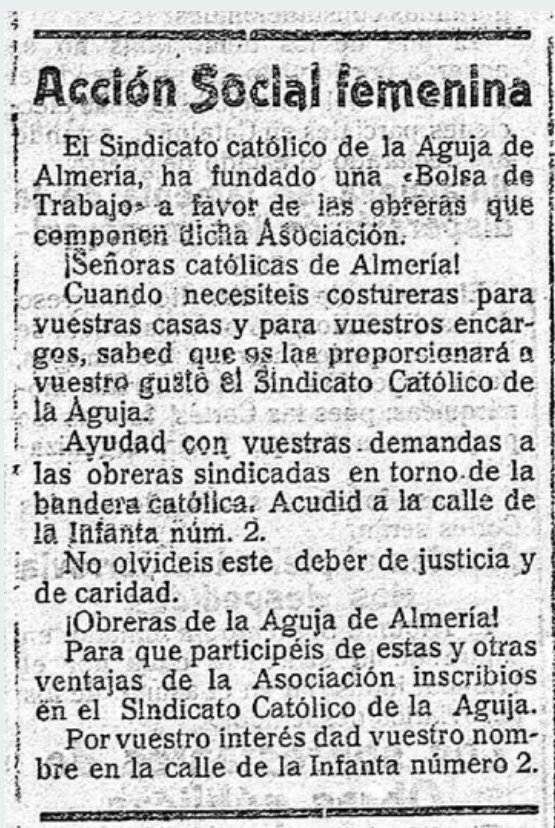 Acción Social femenina
El Sindicato católico de la Aguja de
Almería, ha fundado una «Bolsa de
Trabajo» a favor de las obreras que
componen dicha Asociación.
¡Señoras católicas de Almería!
Cuando necesiteis costureras para
vuestras casas y para vuestros encar-
gos, sabed que os las proporcionará a
vuestro gusto el Sindicato Católico de
la Aguja.
Ayudad con vuestras demandas a
las obreras sindicadas en torno de la
bandera católica. Acudid a la calle de
la Infanta núm. 2.
No olvideis este deber de justicia y
de caridad.
¡Obreras de la Aguja de Almería!
Para que participéis de estas y otras
ventajas de la Asociación inscribios
en el Sindicato Católico de la Aguja.
Por vuestro interés dad vuestro nom-
bre en la calle de la Infanta número 2.